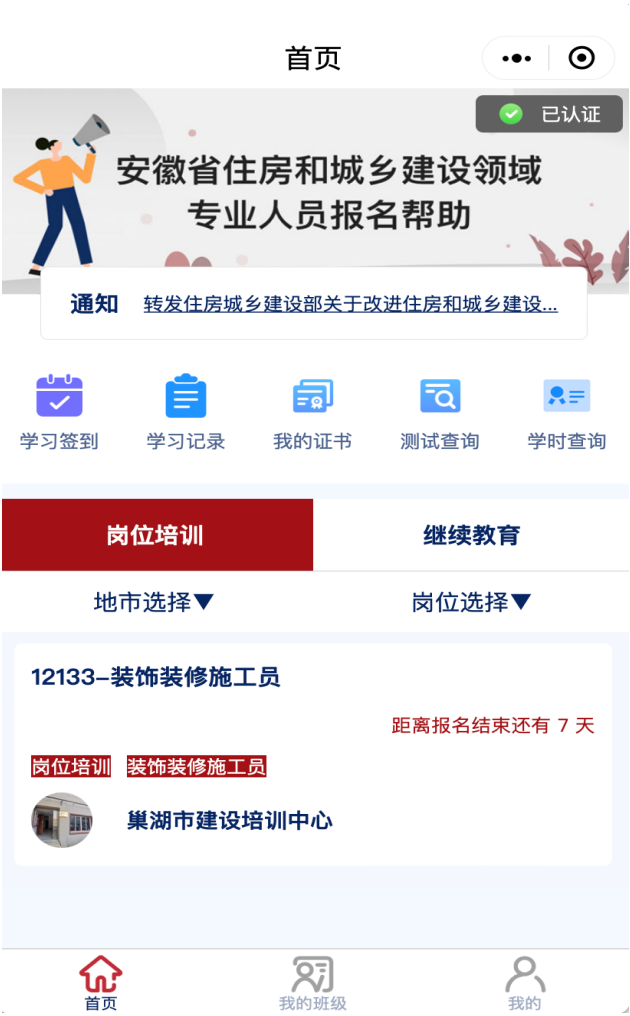 首页
已认证
安徽省住房和城乡建设领域
专业人员报名帮助
通知 转发住房城乡建设部关于改进住房和城乡建设...
学习签到 学习记录 我的证书 测试查询 学时查询
岗位培训 继续教育
地市选择▼ 岗位选择▼
12133-装饰装修施工员
距离报名结束还有 7 天
岗位培训 装饰装修施工员
巢湖市建设培训中心
首页 我的班级 我的